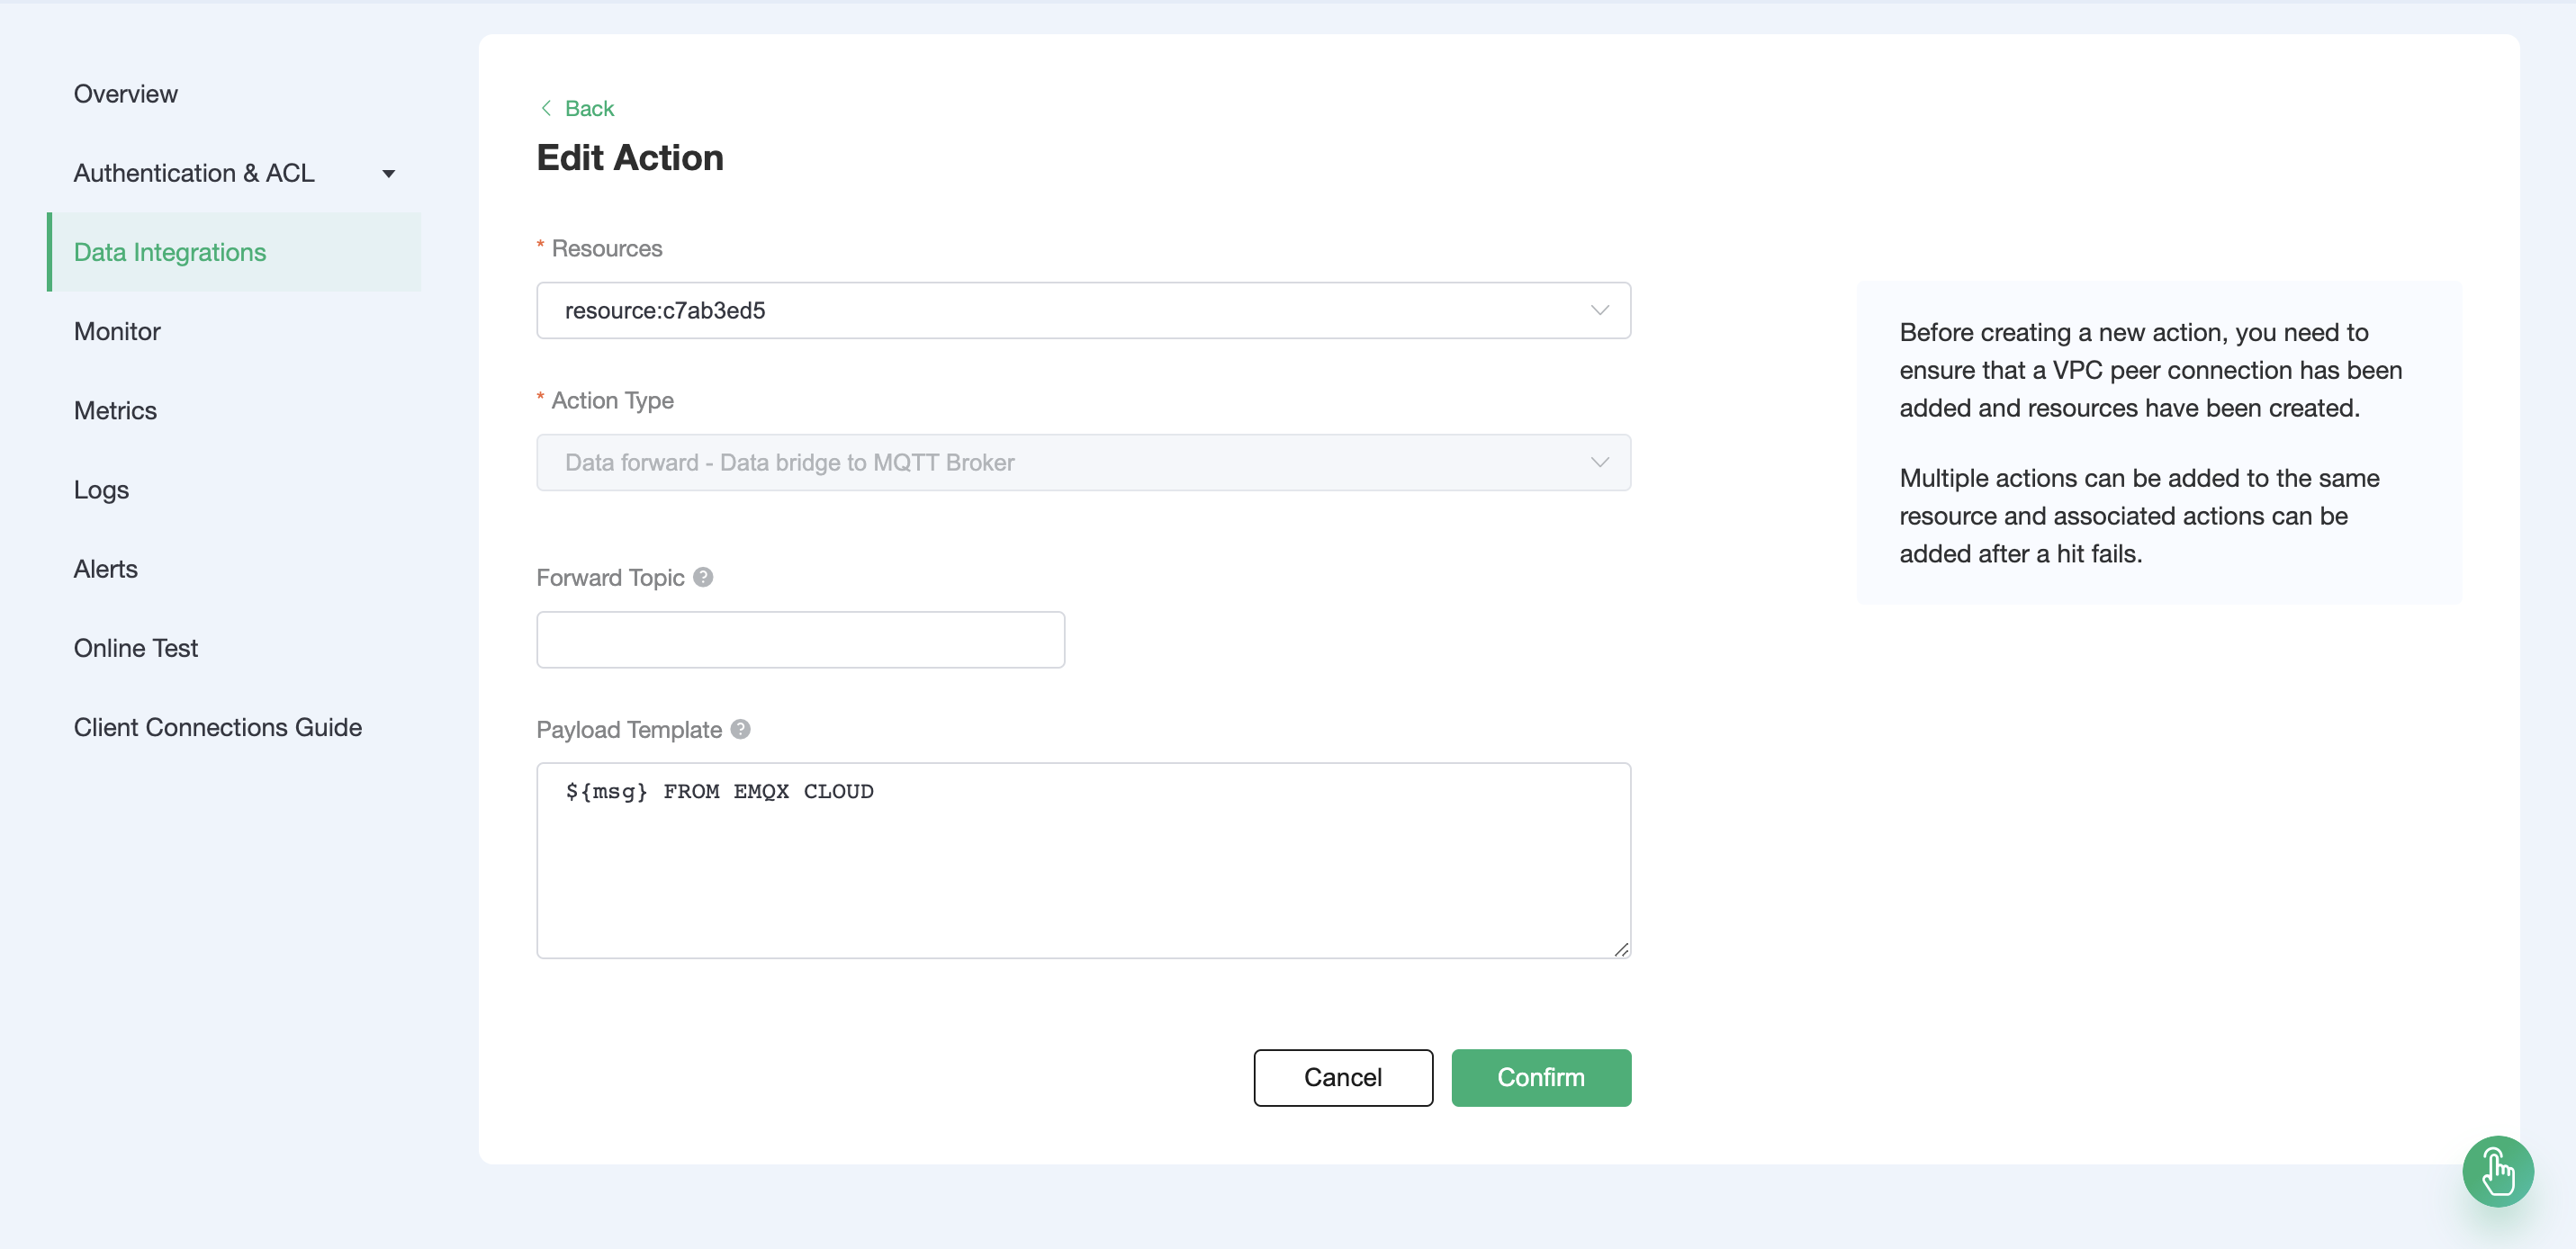 Overview
Authentication & ACL
Data Integrations
Monitor
Metrics
Logs
Alerts
Online Test
Client Connections Guide
Back
Edit Action
* Resources
resource:c7ab3ed5
* Action Type
Data forward - Data bridge to MQTT Broker
Forward Topic ?
Payload Template ?
${msg} FROM EMQX CLOUD
Cancel
Confirm
Before creating a new action, you need to
ensure that a VPC peer connection has been
added and resources have been created.
Multiple actions can be added to the same
resource and associated actions can be
added after a hit fails.